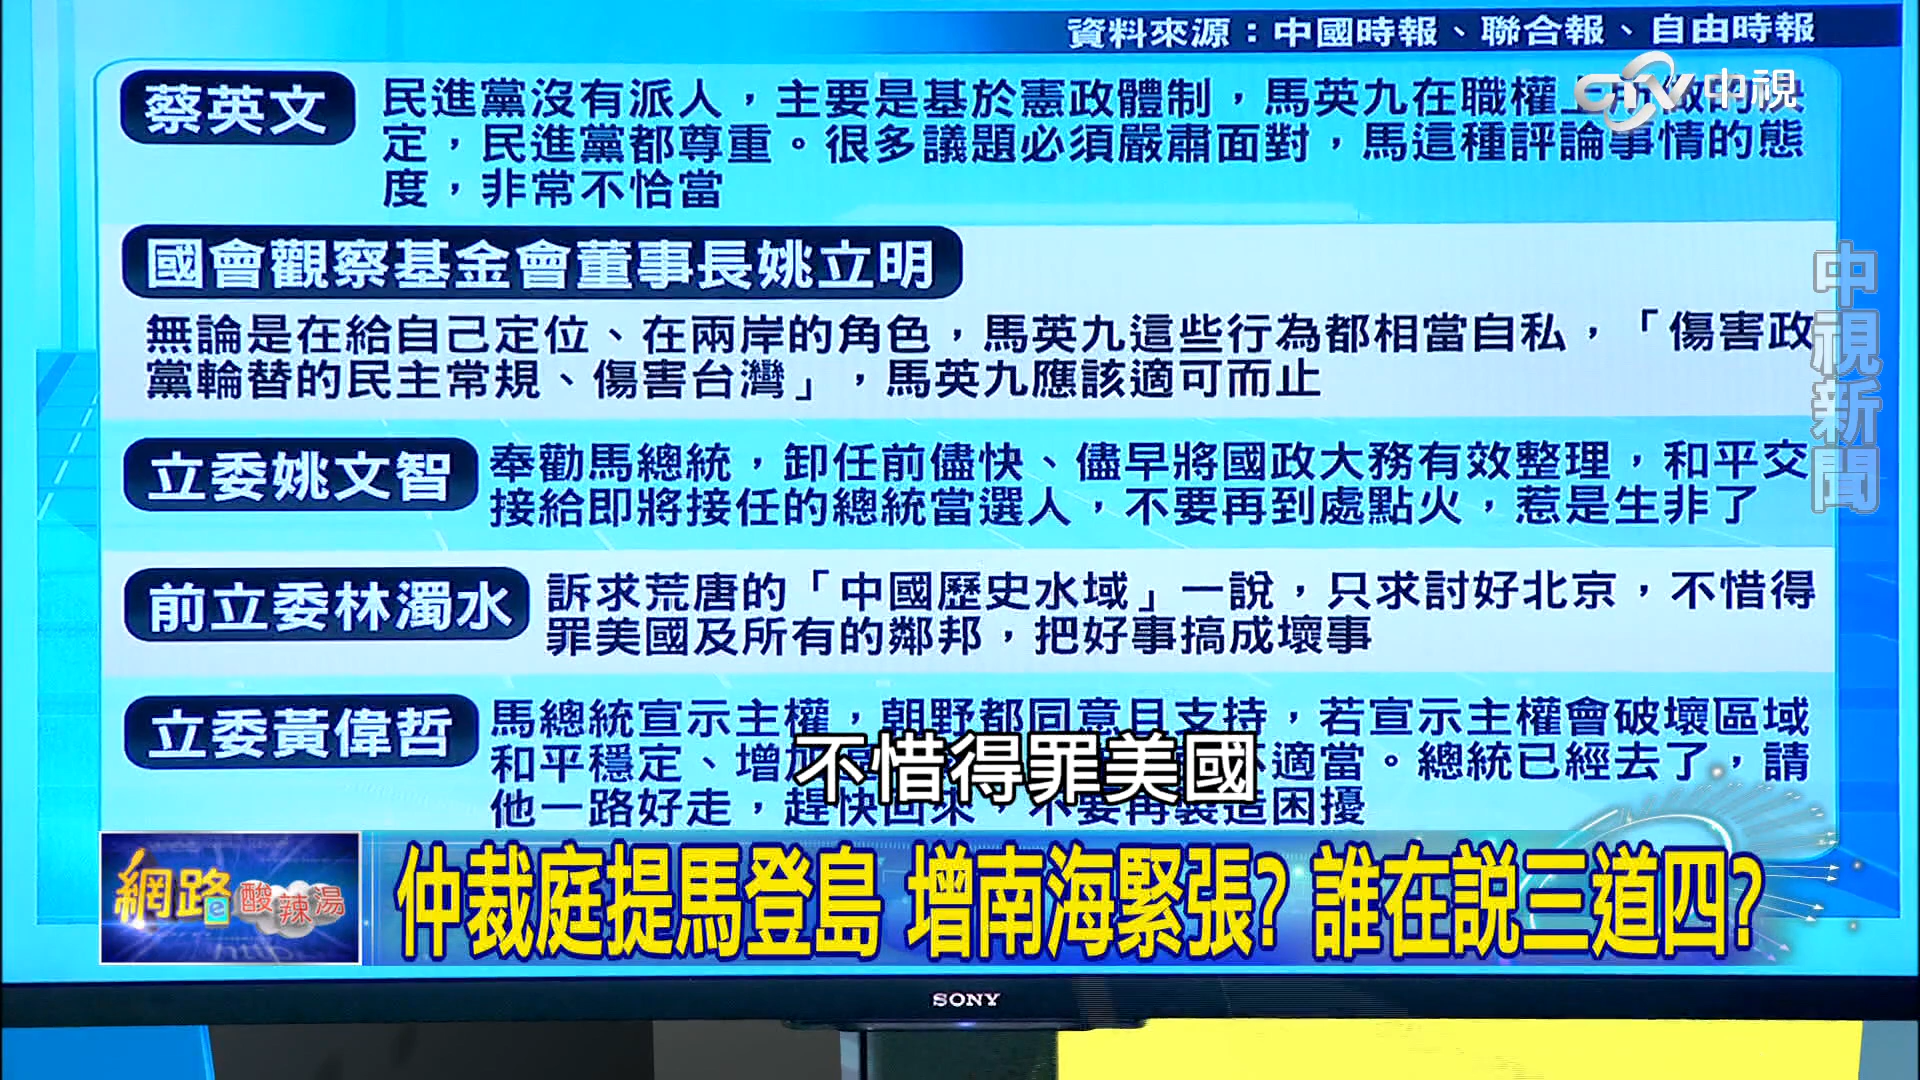 資料來源：中國時報、聯合報、自由時報
CTV中視
蔡英文
民進黨沒有派人，主要是基於憲政體制，馬英九在職權
定，民進黨都尊重。很多議題必須嚴肅面對，馬這種評論事情的態
度，非常不恰當
國會觀察基金會董事長姚立明
無論是在給自己定位、在兩岸的角色，馬英九這些行為都相當自私，「傷害政
黨輪替的民主常規、傷害台灣」，馬英九應該適可而止
中視新聞
立委姚文智
奉勸馬總統，卸任前儘快、儘早將國政大務有效整理，和平交
接給即將接任的總統當選人，不要再到處點火，惹是生非了
前立委林濁水
訴求荒唐的「中國歷史水域」一說，只求討好北京，不惜得
罪美國及所有的鄰邦，把好事搞成壞事
立委黃偉哲
馬總統宣示主權，朝野都同意且支持，若宣示主權會破壞區域
和平穩定、增 適當。總統已經去了，請
他一路好走，趕快回來，不要再製造困擾
不惜得罪美國
網路e酸辣湯
仲裁庭提馬登島 增南海緊張? 誰在説三道四?
SONY